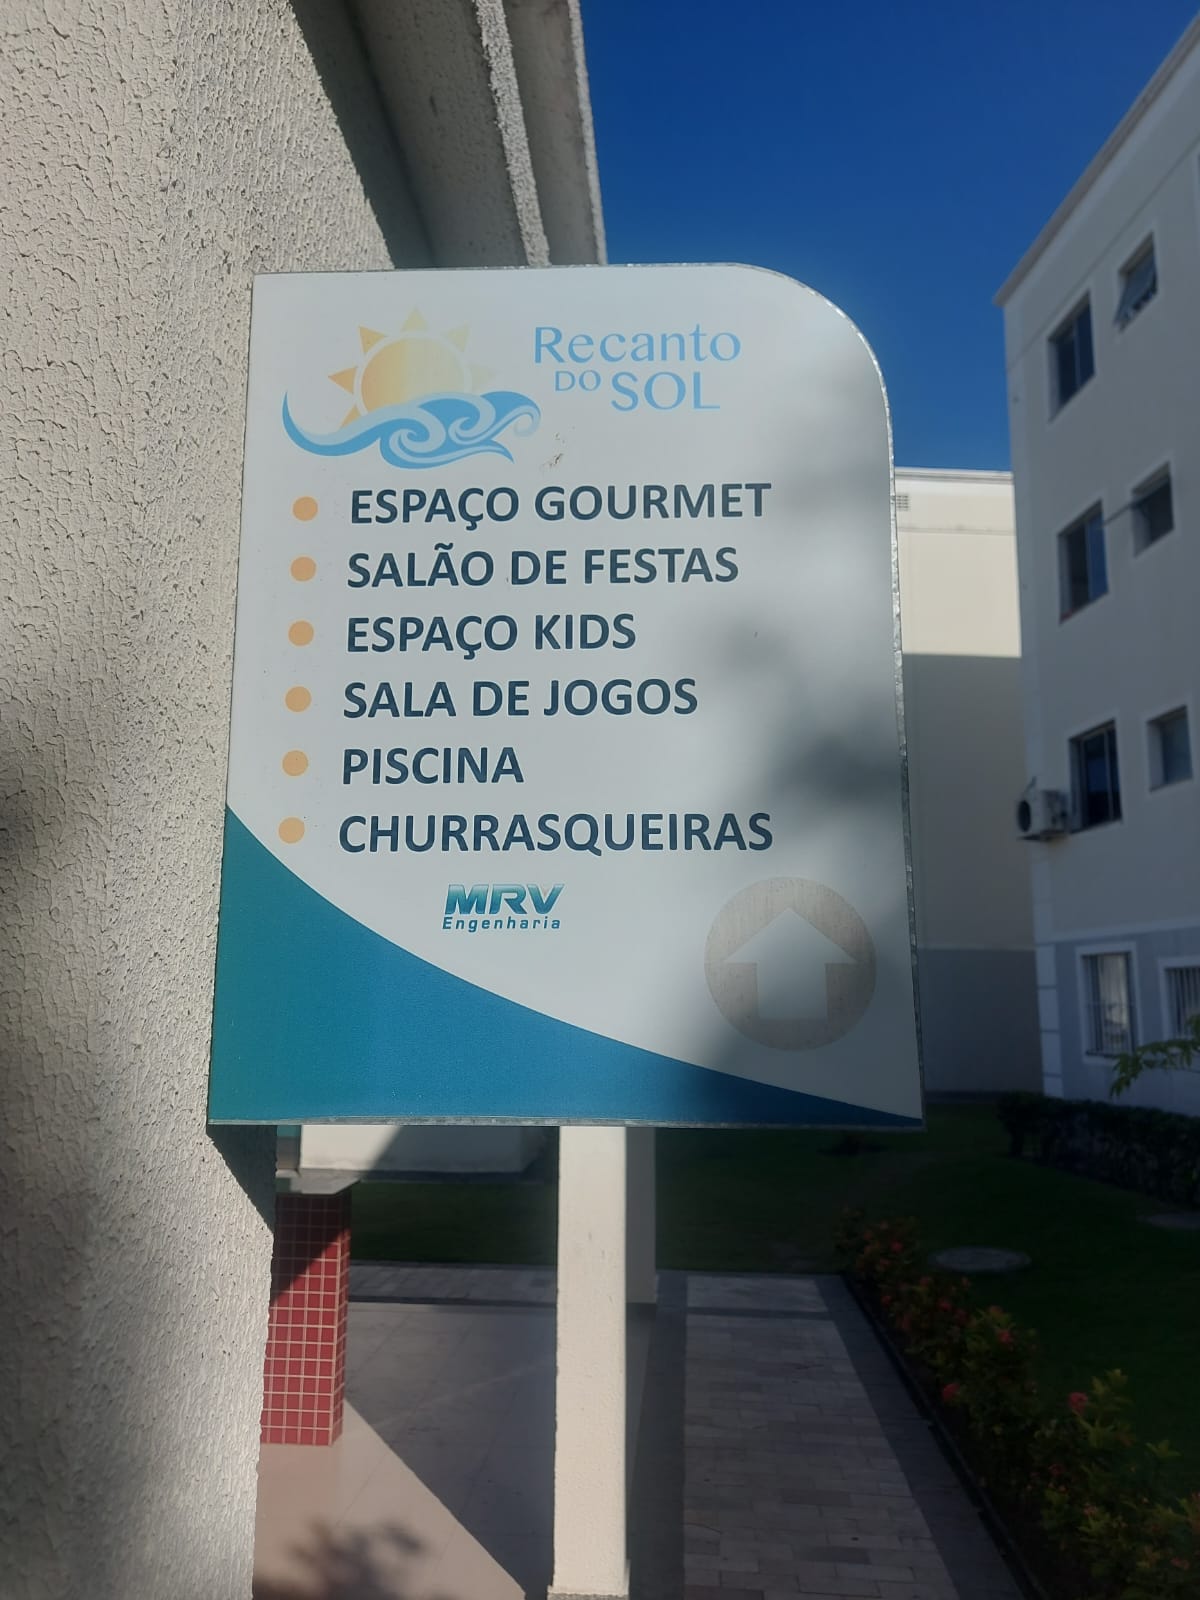 Recanto
DO SOL
ESPAÇO GOURMET
SALÃO DE FESTAS
ESPAÇO KIDS
SALA DE JOGOS
PISCINA
CHURRASQUEIRAS
MRV
Engenharia